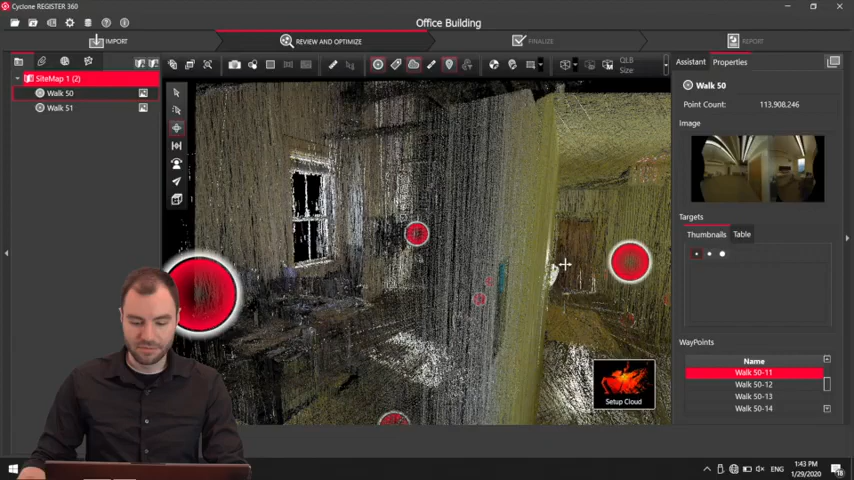 Cyclone REGISTER 360
Office Building
IMPORT
REVIEW AND OPTIMIZE
FINALIZE
REPORT
QLB
Size
Assistant
Properties
SiteMap 1 (2)
Walk 50
Walk 51
Walk 50
Point Count:
113,908,246
Image
Targets
Thumbnails
Table
WayPoints
Name
Walk 50-11
Walk 50-12
Walk 50-13
Walk 50-14
Setup Cloud
ENG
1:43 PM
1/29/2020
18